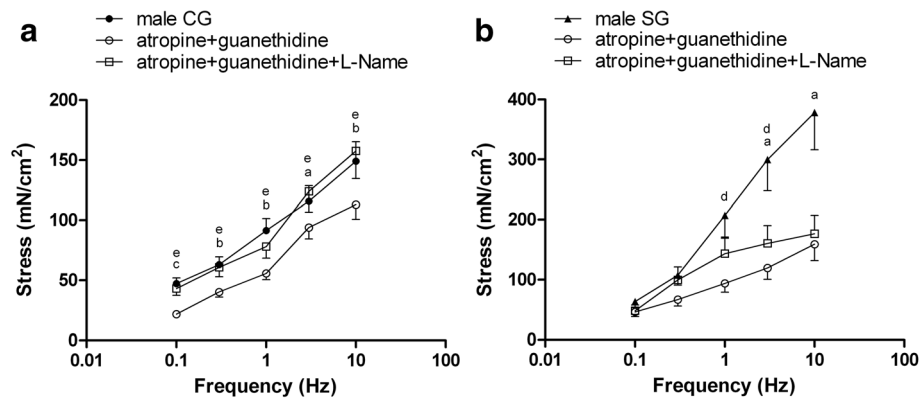 a
male CG
atropine+guanethidine
atropine+guanethidine+L-Name
Stress (mN/cm²)
200
150
100
50
0
e
c
e
b
e
b
e
a
e
b
0.01
0.1
1
10
100
Frequency (Hz)
b
male SG
atropine+guanethidine
atropine+guanethidine+L-Name
Stress (mN/cm²)
400
300
200
100
0
d
d
a
a
0.01
0.1
1
10
100
Frequency (Hz)